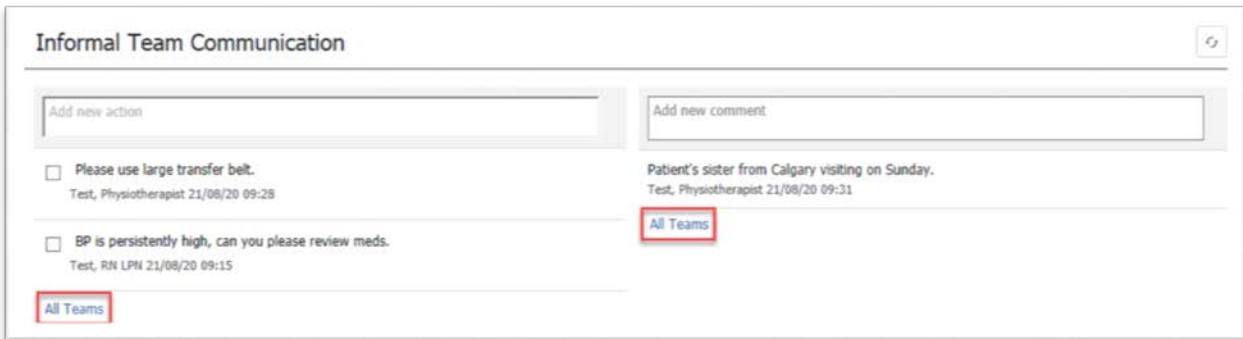 Informal Team Communication
Add new action
Please use large transfer belt.
Test, Physiotherapist 21/08/20 09:28
BP is persistently high, can you please review meds.
Test, RN LPN 21/08/20 09:15
All Teams
Add new comment
Patient's sister from Calgary visiting on Sunday.
Test, Physiotherapist 21/08/20 09:31
All Teams